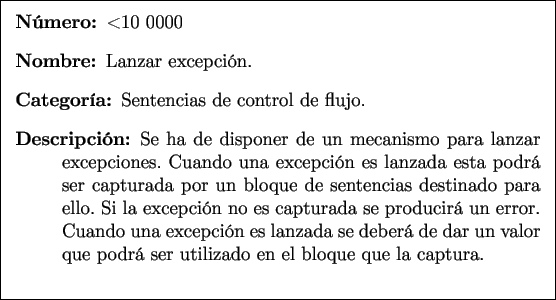 Número: <10 0000
Nombre: Lanzar excepción.
Categoría: Sentencias de control de flujo.
Descripción: Se ha de disponer de un mecanismo para lanzar
excepciones. Cuando una excepción es lanzada esta podrá
ser capturada por un bloque de sentencias destinado para
ello. Si la excepción no es capturada se producirá un error.
Cuando una excepción es lanzada se deberá de dar un valor
que podrá ser utilizado en el bloque que la captura.